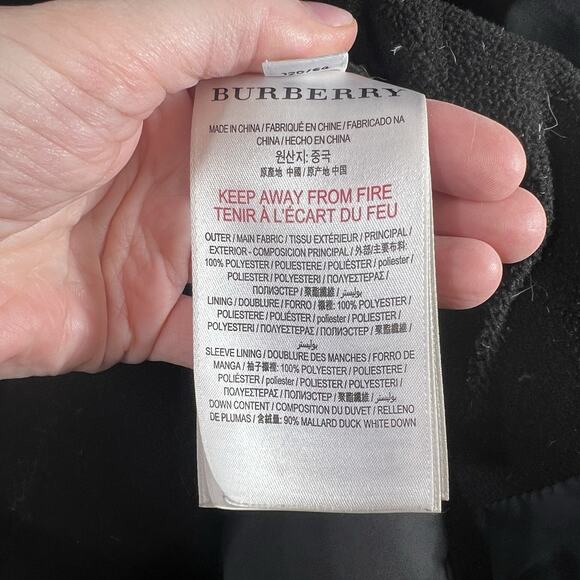 BURBERRY
MADE IN CHINA / FABRIQUÉ EN CHINE / FABRICADO NA
CHINA / HECHO EN CHINA
원산지: 중국
原產地 中國 / 原产地 中国
KEEP AWAY FROM FIRE
TENIR À L'ÉCART DU FEU
OUTER / MAIN FABRIC / TISSU EXTÉRIEUR / PRINCIPAL /
EXTERIOR - COMPOSICION PRINCIPAL / 外部/主要布料:
100% POLYESTER / POLIESTERE / POLIÉSTER / poliester /
POLYESTER / POLYESTERI / ΠΟΛΥΕΣΤΕΡΑΣ /
ПОЛИЭСТЕР / 聚酯纖維 / بوليستر /
LINING / DOUBLURE / FORRO / 襯裡: 100% POLYESTER /
POLIESTERE / POLIÉSTER / poliester / POLYESTER /
POLYESTERI / ΠΟΛΥΕΣΤΕΡΑΣ / ПОЛИЭСТЕР / 聚酯纖維 /
بوليستر
SLEEVE LINING / DOUBLURE DES MANCHES / FORRO DE
MANGA / 袖子襯裡: 100% POLYESTER / POLIESTERE /
POLIÉSTER / poliester / POLYESTER / POLYESTERI /
ΠΟΛΥΕΣΤΕΡΑΣ / ПОЛИЭСТЕР / 聚酯纖維 / بوليستر /
DOWN CONTENT / COMPOSITION DU DUVET / RELLENO
DE PLUMAS / 含絨量: 90% MALLARD DUCK WHITE DOWN